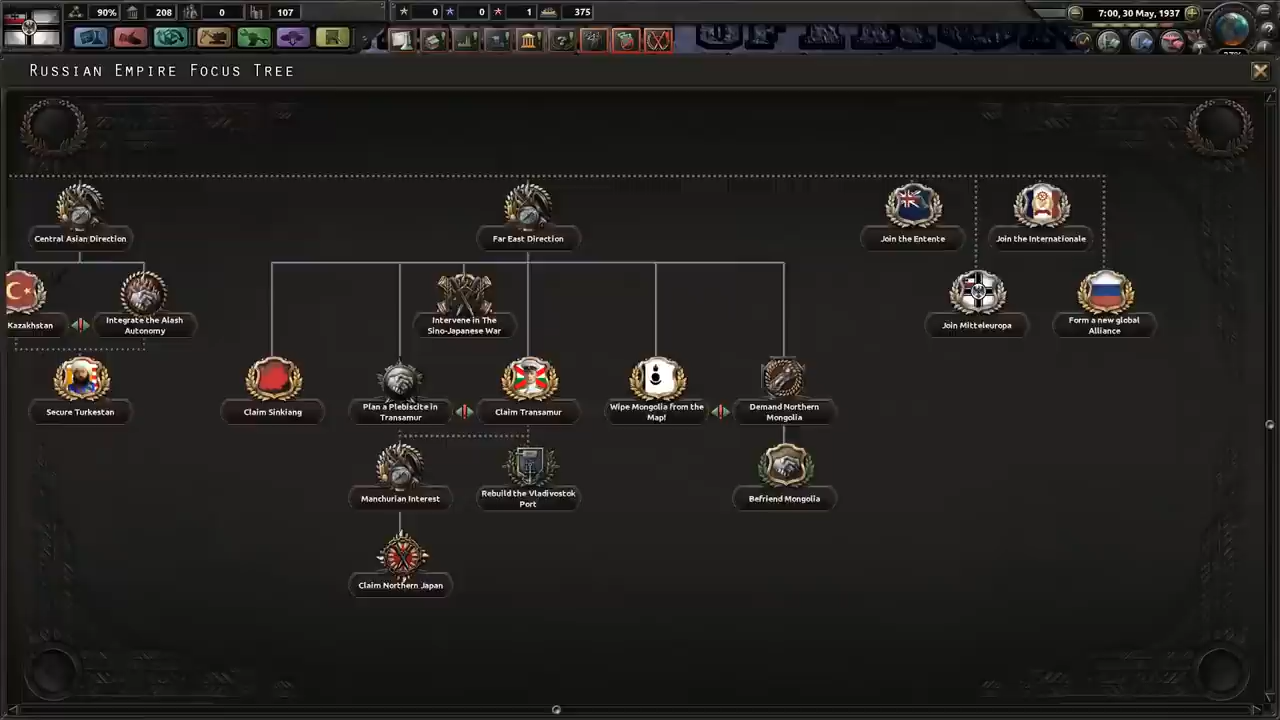 90%
208
0
107
0
0
1
375
7:00, 30 May, 1937
Russian Empire Focus Tree
Central Asian Direction
Far East Direction
Join the Entente
Join the Internationale
Kazakhstan
Integrate the Alash
Autonomy
Intervene in The
Sino-Japanese War
Join Mitteleuropa
Form a new global
Alliance
Secure Turkestan
Claim Sinkiang
Plan a Plebiscite in
Transamur
Claim Transamur
Wipe Mongolia from the
Map!
Demand Northern
Mongolia
Manchurian Interest
Rebuild the Vladivostok
Port
Befriend Mongolia
Claim Northern Japan